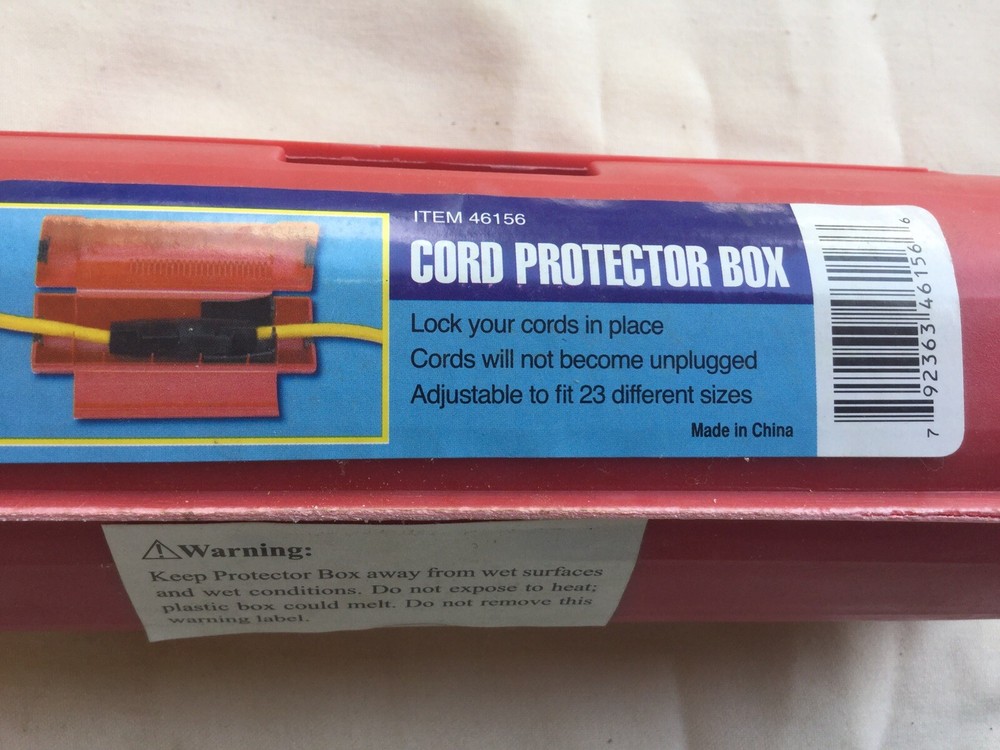 ITEM 46156
CORD PROTECTOR BOX
Lock your cords in place
Cords will not become unplugged
Adjustable to fit 23 different sizes
Made in China
7 92363 46156 6
⚠Warning:
Keep Protector Box away from wet surfaces
and wet conditions. Do not expose to heat;
plastic box could melt. Do not remove this
warning label.